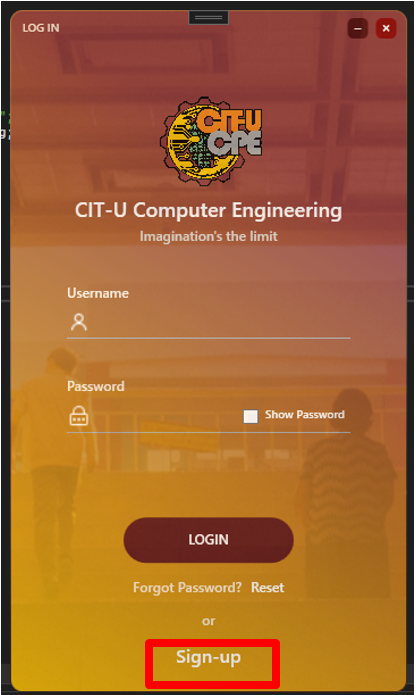 LOG IN
CIT-U
CPE
CIT-U Computer Engineering
Imagination's the limit
Username
Password
Show Password
LOGIN
Forgot Password? Reset
or
Sign-up